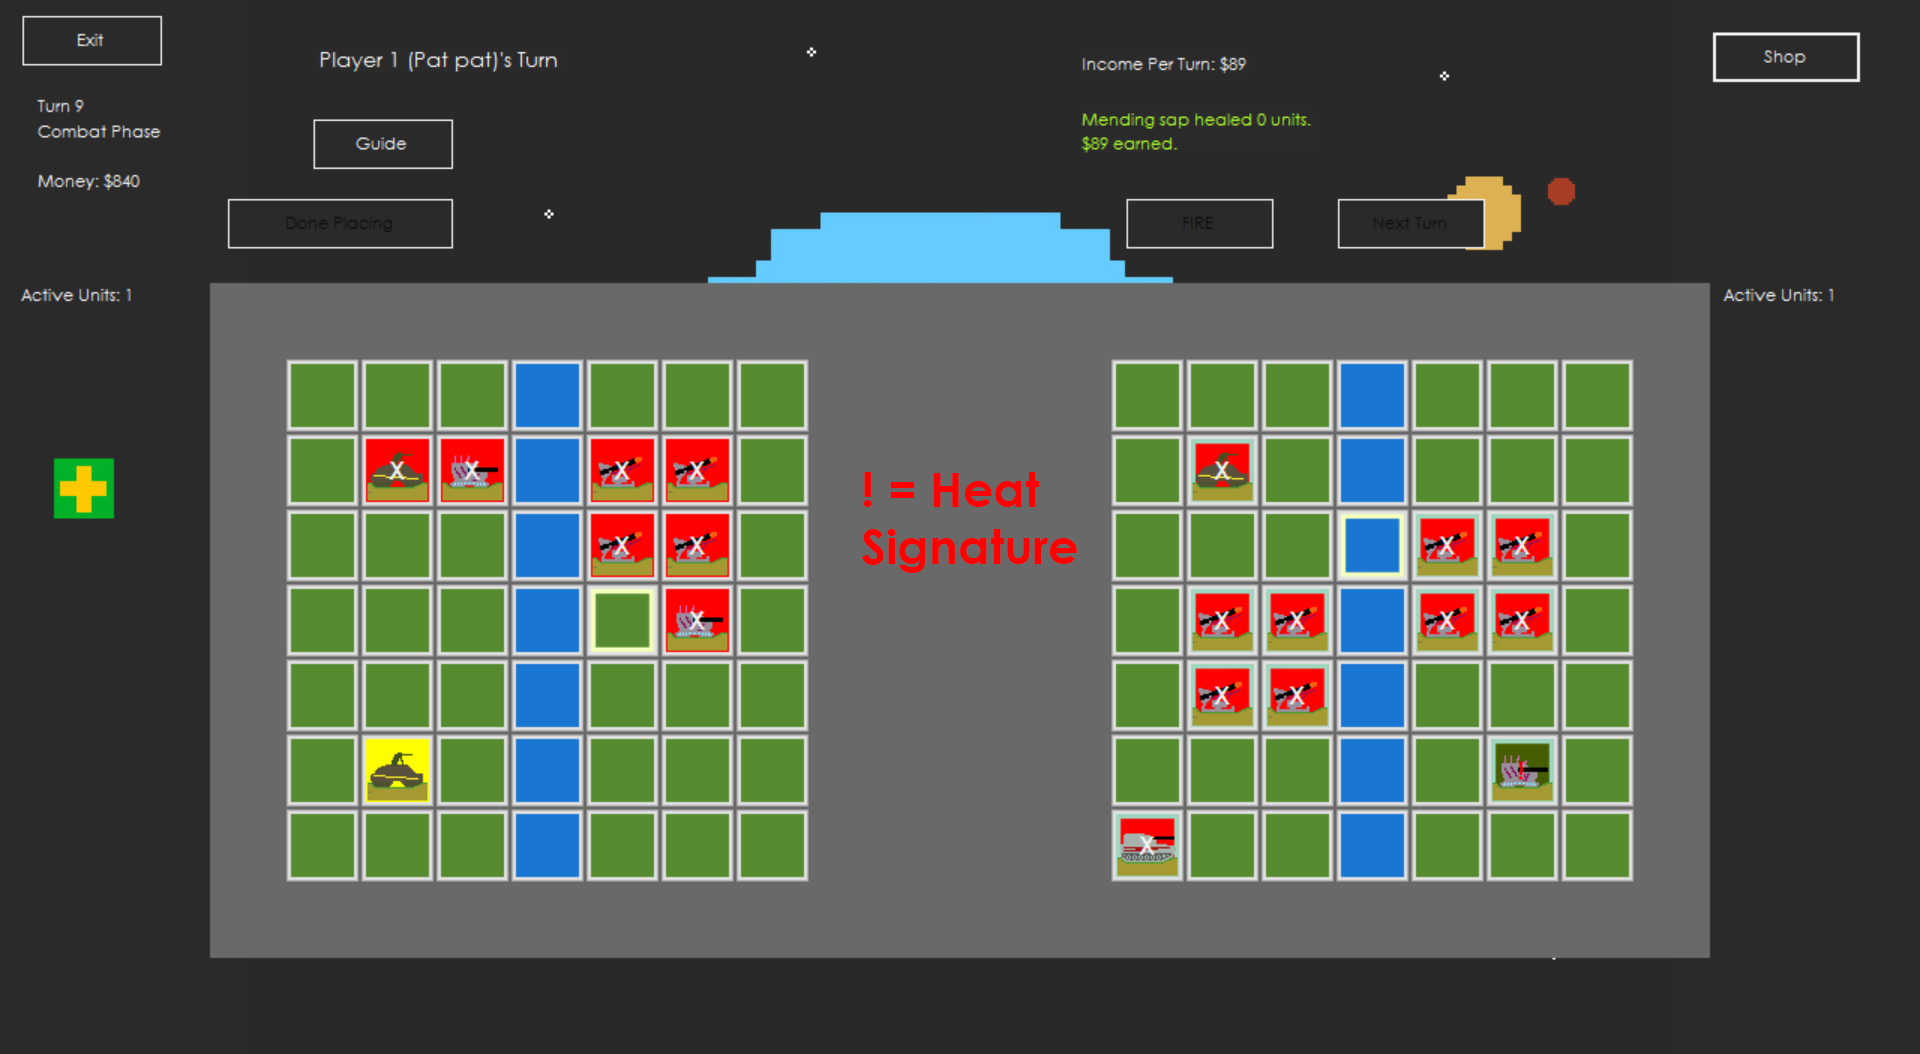 Exit
Player 1 (Pat pat)'s Turn
Income Per Turn: $89
Shop
Turn 9
Combat Phase
Mending sap healed 0 units.
$89 earned.
Guide
Money: $840
Done Placing
FIRE
Next Turn
Active Units: 1
Active Units: 1
X X X X
X
! = Heat
Signature
X X
X X
X
X X X X
X X
!
X